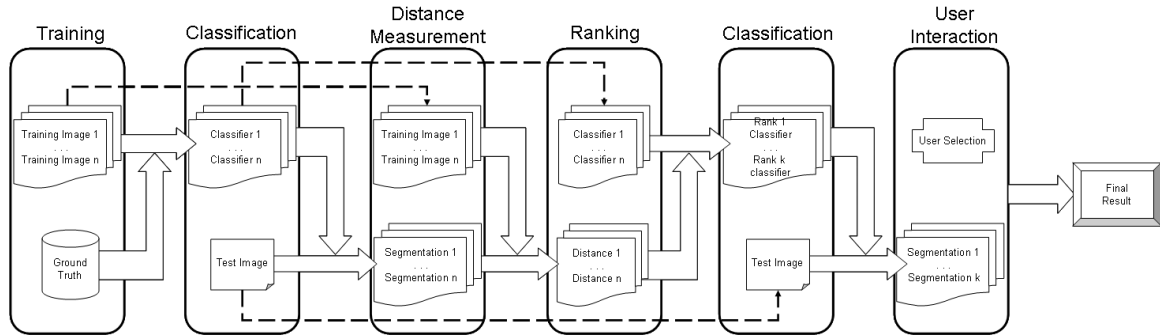 Training
Classification
Distance
Measurement
Ranking
Classification
User
Interaction
Training Image 1
. . .
Training Image n
Ground
Truth
Classifier 1
. . .
Classifier n
Test Image
Training Image 1
. . .
Training Image n
Segmentation 1
. . .
Segmentation n
Classifier 1
. . .
Classifier n
Distance 1
. . .
Distance n
Rank 1
Classifier
. . .
Rank k
classifier
Test Image
User Selection
Segmentation 1
. . .
Segmentation k
Final
Result